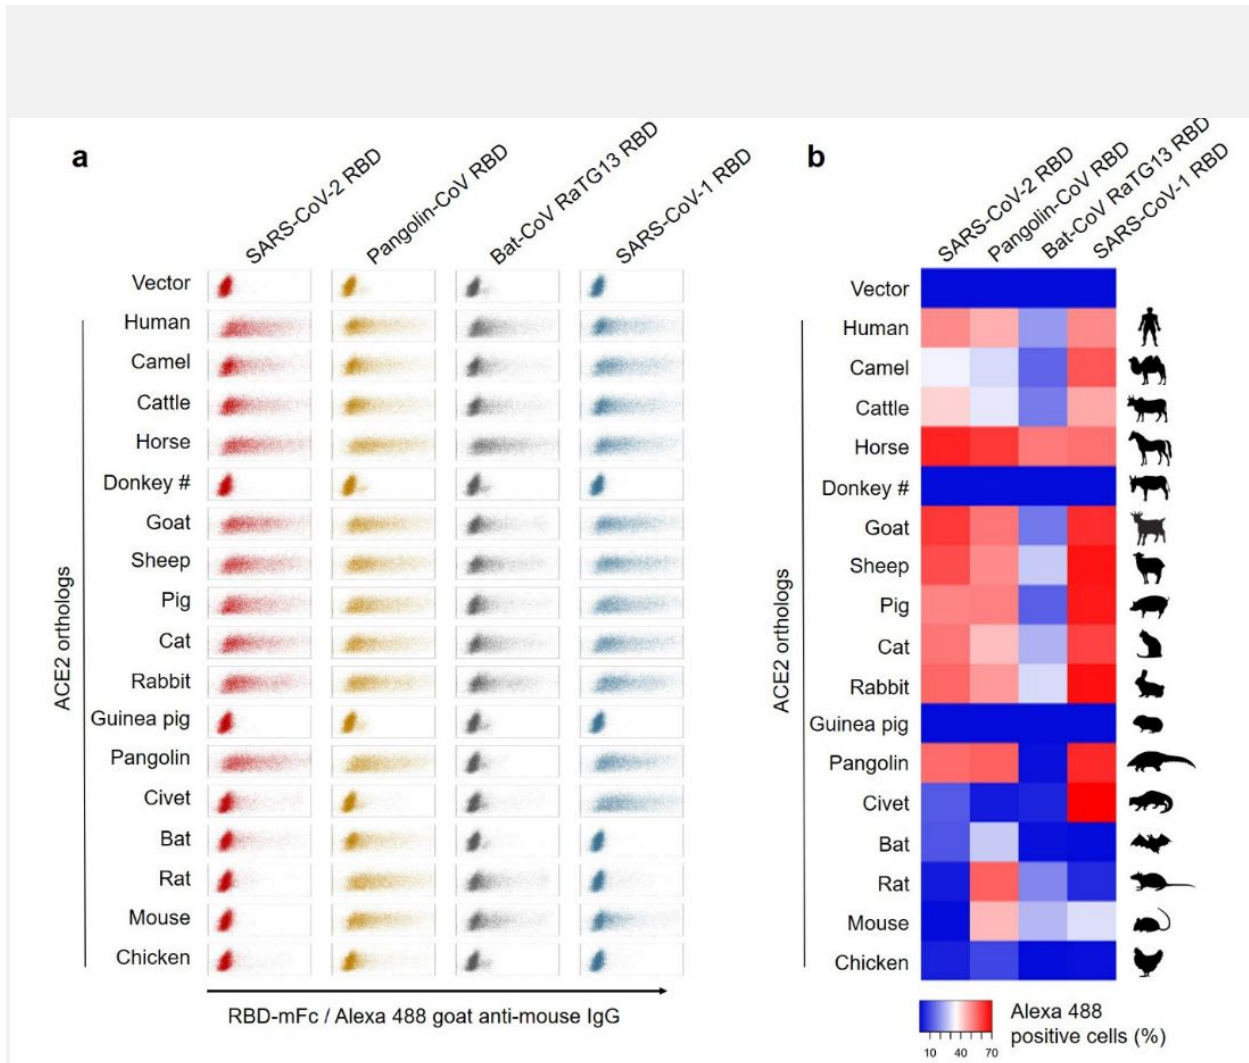 a
SARS-CoV-2 RBD
Pangolin-CoV RBD
Bat-CoV RaTG13 RBD
SARS-CoV-1 RBD
Vector
Human
Camel
Cattle
Horse
Donkey #
Goat
Sheep
Pig
Cat
Rabbit
Guinea pig
Pangolin
Civet
Bat
Rat
Mouse
Chicken
ACE2 orthologs
RBD-mFc / Alexa 488 goat anti-mouse IgG
b
SARS-CoV-2 RBD
Pangolin-CoV RBD
Bat-CoV RaTG13 RBD
SARS-CoV-1 RBD
Vector
Human
Camel
Cattle
Horse
Donkey #
Goat
Sheep
Pig
Cat
Rabbit
Guinea pig
Pangolin
Civet
Bat
Rat
Mouse
Chicken
ACE2 orthologs
10 40 70
Alexa 488
positive cells (%)